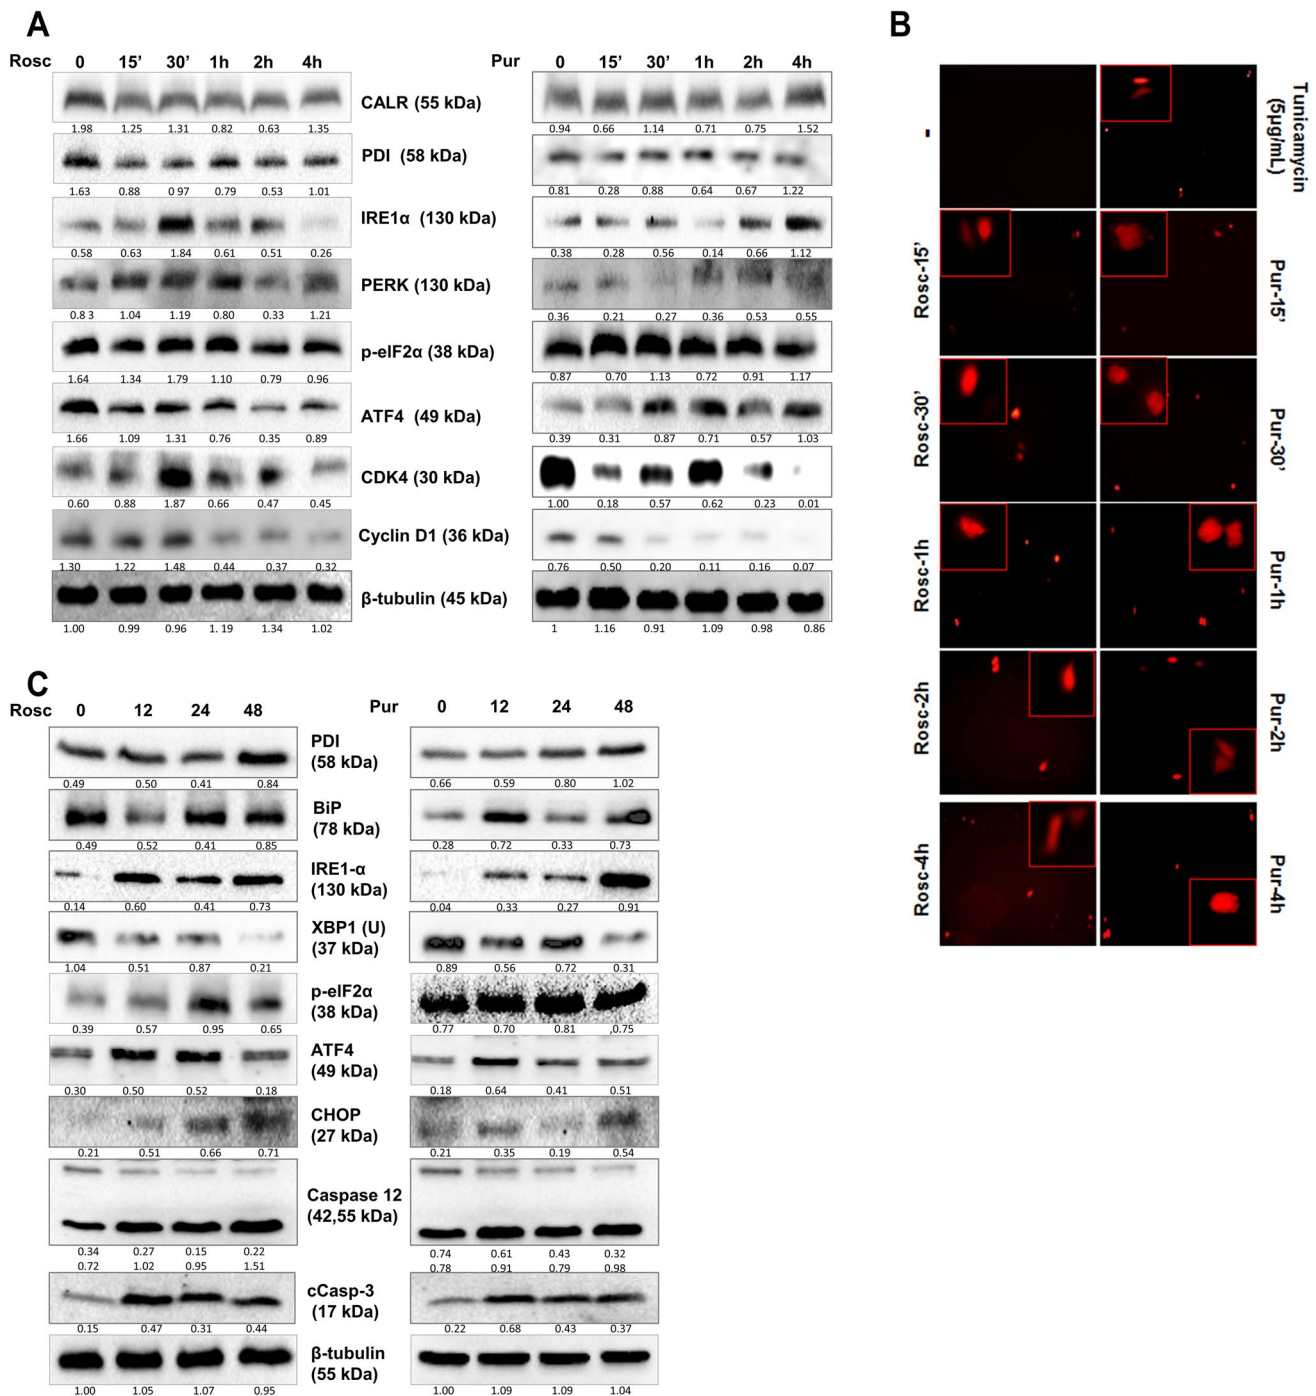 A
Rosc 0 15’ 30’ 1h 2h 4h
Pur 0 15’ 30’ 1h 2h 4h
CALR (55 kDa)
1.98 1.25 1.31 0.82 0.63 1.35
0.94 0.66 1.14 0.71 0.75 1.52
PDI (58 kDa)
1.63 0.88 0 97 0.79 0.53 1.01
0.81 0.28 0.88 0.64 0.67 1.22
IRE1α (130 kDa)
0.58 0.63 1.84 0.61 0.51 0.26
0.38 0.28 0.56 0.14 0.66 1.12
PERK (130 kDa)
0.8 3 1.04 1.19 0.80 0.33 1.21
0.36 0.21 0.27 0.36 0.53 0.55
p-eIF2α (38 kDa)
1.64 1.34 1.79 1.10 0.79 0.96
0.87 0.70 1.13 0.72 0.91 1.17
ATF4 (49 kDa)
1.66 1.09 1.31 0.76 0.35 0.89
0.39 0.31 0.87 0.71 0.57 1.03
CDK4 (30 kDa)
0.60 0.88 1.87 0.66 0.47 0.45
1.00 0.18 0.57 0.62 0.23 0.01
Cyclin D1 (36 kDa)
1.30 1.22 1.48 0.44 0.37 0.32
0.76 0.50 0.20 0.11 0.16 0.07
β-tubulin (45 kDa)
1.00 0.99 0.96 1.19 1.34 1.02
1 1.16 0.91 1.09 0.98 0.86
B
-
Tunicamycin
(5µg/mL)
Rosc-15’
Pur-15’
Rosc-30’
Pur-30’
Rosc-1h
Pur-1h
Rosc-2h
Pur-2h
Rosc-4h
Pur-4h
C
Rosc 0 12 24 48
Pur 0 12 24 48
PDI
(58 kDa)
0.49 0.50 0.41 0.84
0.66 0.59 0.80 1.02
BiP
(78 kDa)
0.49 0.52 0.41 0.85
0.28 0.72 0.33 0.73
IRE1-α
(130 kDa)
0.14 0.60 0.41 0.73
0.04 0.33 0.27 0.91
XBP1 (U)
(37 kDa)
1.04 0.51 0.87 0.21
0.89 0.56 0.72 0.31
p-eIF2α
(38 kDa)
0.39 0.57 0.95 0.65
0.77 0.70 0.81 ,0.75
ATF4
(49 kDa)
0.30 0.50 0.52 0.18
0.18 0.64 0.41 0.51
CHOP
(27 kDa)
0.21 0.51 0.66 0.71
0.21 0.35 0.19 0.54
Caspase 12
(42,55 kDa)
0.34 0.27 0.15 0.22
0.72 1.02 0.95 1.51
0.74 0.61 0.43 0.32
0.78 0.91 0.79 0.98
cCasp-3
(17 kDa)
0.15 0.47 0.31 0.44
0.22 0.68 0.43 0.37
β-tubulin
(55 kDa)
1.00 1.05 1.07 0.95
1.00 1.09 1.09 1.04